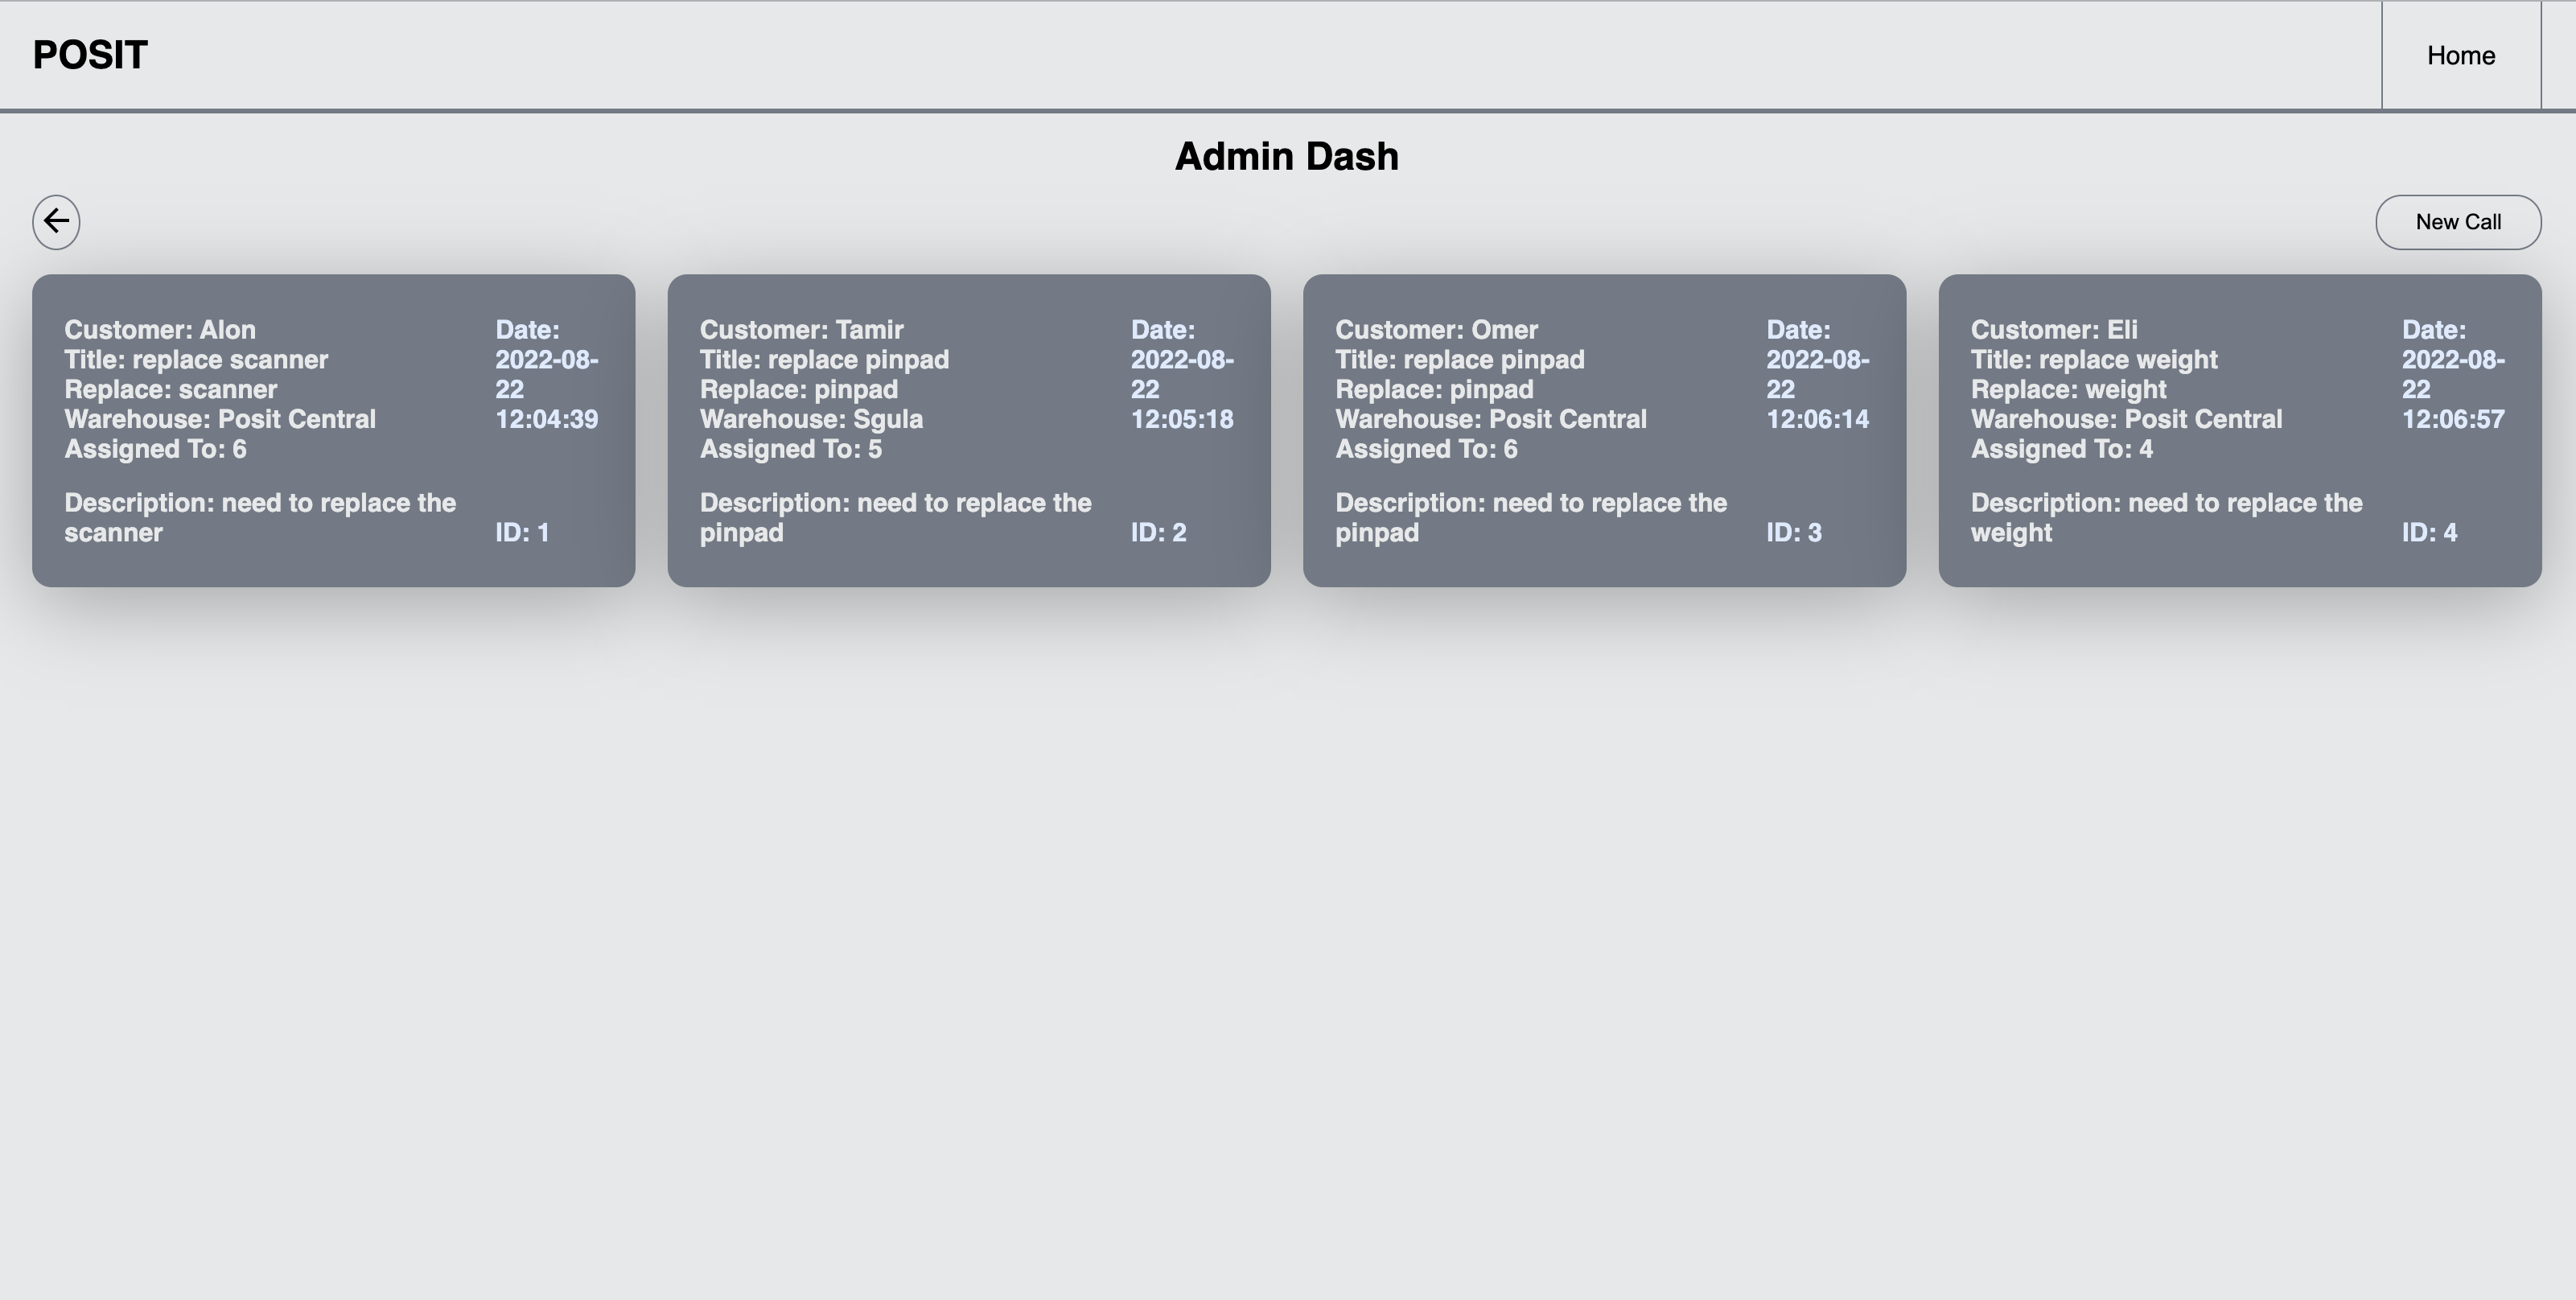 POSIT
Home
Admin Dash
New Call
Customer: Alon
Title: replace scanner
Replace: scanner
Warehouse: Posit Central
Assigned To: 6
Description: need to replace the
scanner
Date:
2022-08-
22
12:04:39
ID: 1
Customer: Tamir
Title: replace pinpad
Replace: pinpad
Warehouse: Sgula
Assigned To: 5
Description: need to replace the
pinpad
Date:
2022-08-
22
12:05:18
ID: 2
Customer: Omer
Title: replace pinpad
Replace: pinpad
Warehouse: Posit Central
Assigned To: 6
Description: need to replace the
pinpad
Date:
2022-08-
22
12:06:14
ID: 3
Customer: Eli
Title: replace weight
Replace: weight
Warehouse: Posit Central
Assigned To: 4
Description: need to replace the
weight
Date:
2022-08-
22
12:06:57
ID: 4